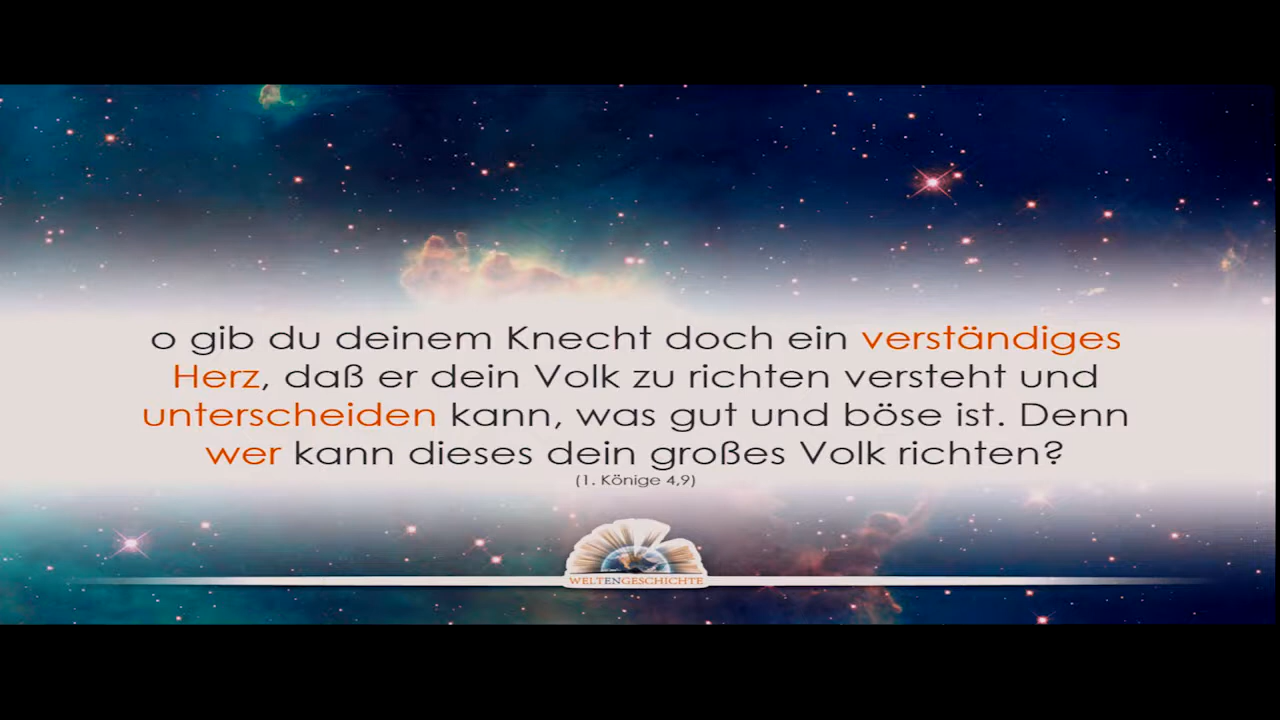 o gib du deinem Knecht doch ein verständiges
Herz, daß er dein Volk zu richten versteht und
unterscheiden kann, was gut und böse ist. Denn
wer kann dieses dein großes Volk richten?
(1. Könige 4,9)
WELTENGESCHICHTE